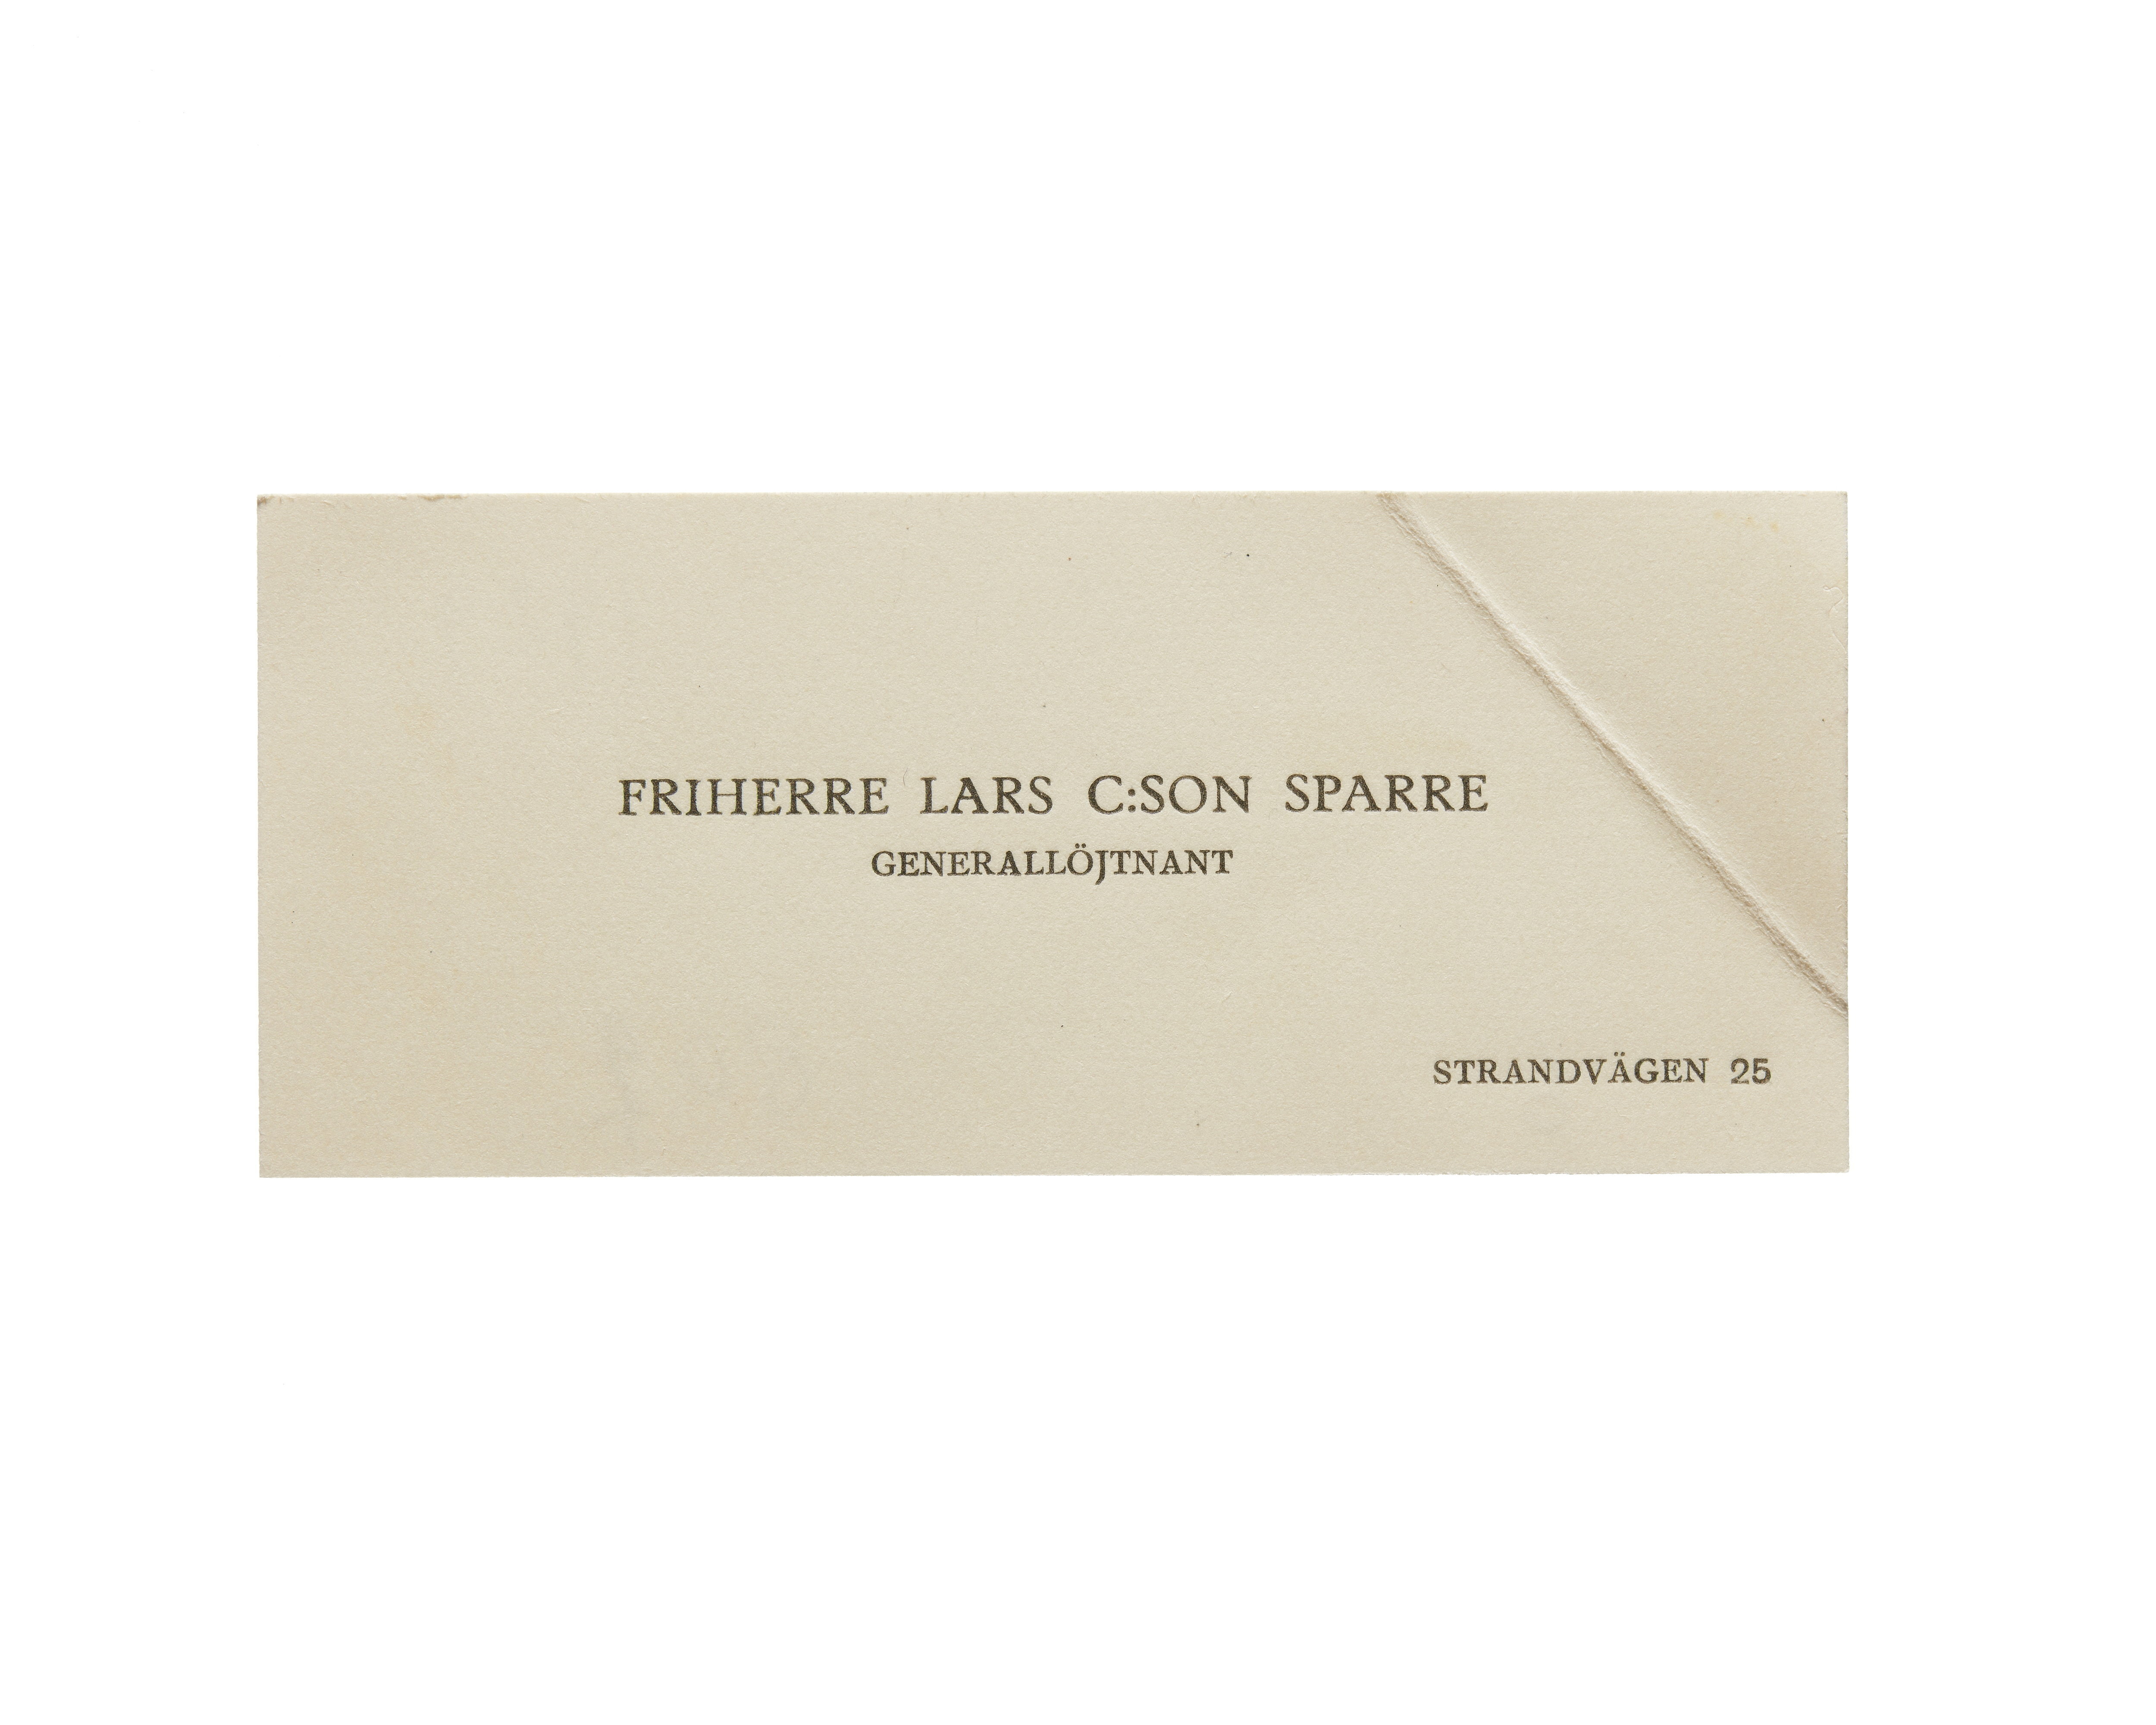 FRIHERRE LARS C:SON SPARRE
GENERALLÖJTNANT
STRANDVÄGEN 25